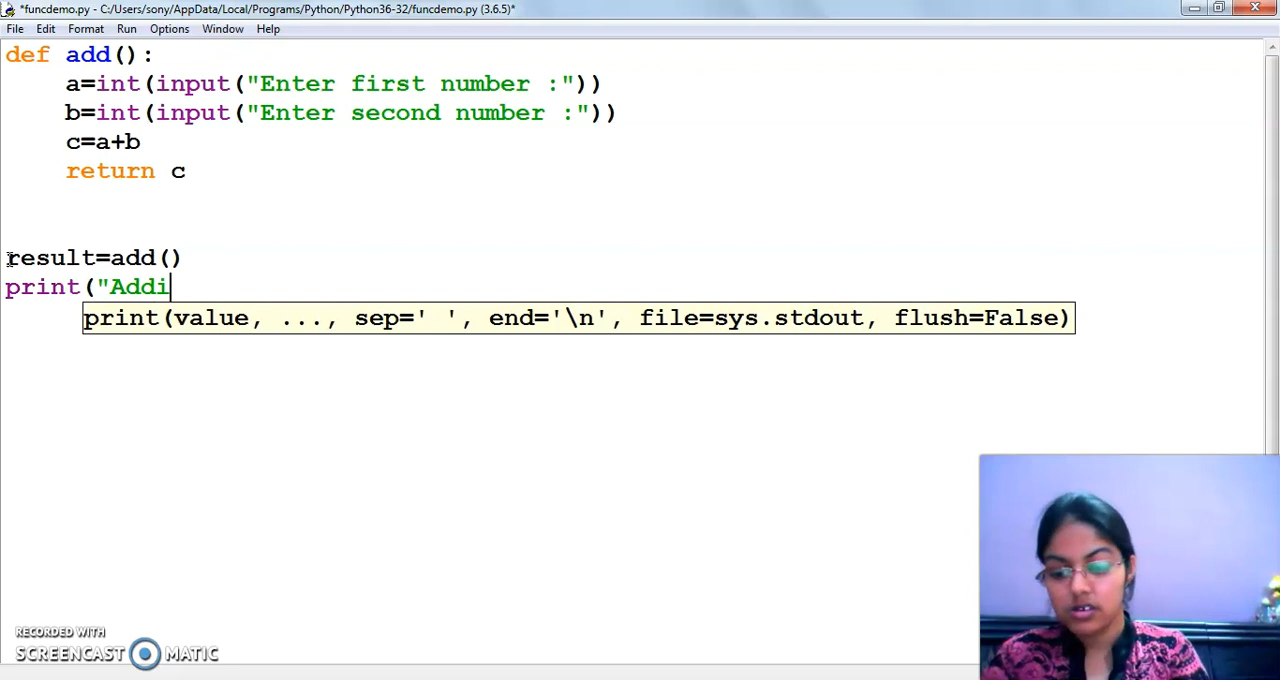 *funcdemo.py - C:/Users/sony/AppData/Local/Programs/Python/Python36-32/funcdemo.py (3.6.5)*
File Edit Format Run Options Window Help
def add():
    a=int(input("Enter first number :"))
    b=int(input("Enter second number :"))
    c=a+b
    return c
result=add()
print("Addi
print(value, ..., sep=' ', end='\n', file=sys.stdout, flush=False)
RECORDED WITH
SCREENCAST MATIC